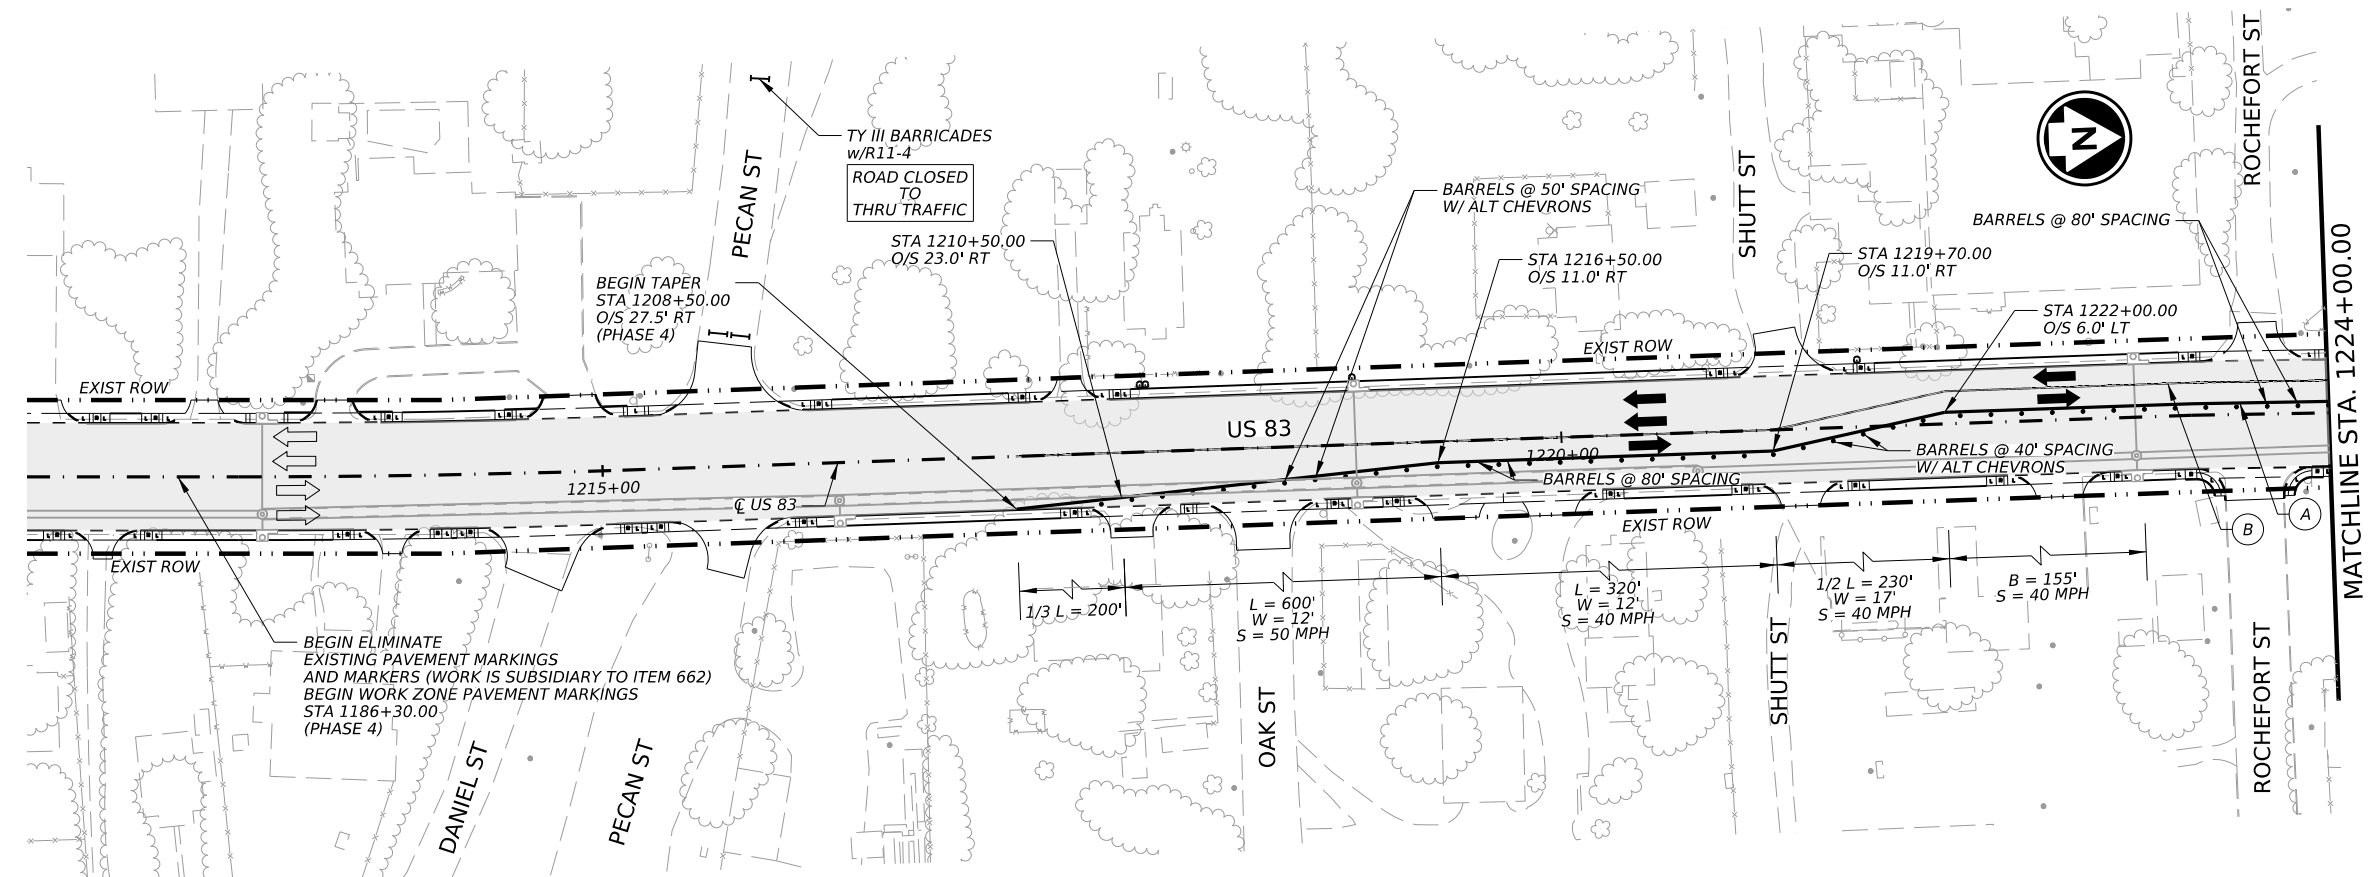 ROCHEFORT ST
TY III BARRICADES
w/R11-4
ROAD CLOSED
TO
THRU TRAFFIC
PECAN ST
N
SHUTT ST
BARRELS @ 50' SPACING
W/ ALT CHEVRONS
BARRELS @ 80' SPACING
STA 1210+50.00
O/S 23.0' RT
STA 1216+50.00
O/S 11.0' RT
STA 1219+70.00
O/S 11.0' RT
BEGIN TAPER
STA 1208+50.00
O/S 27.5' RT
(PHASE 4)
STA 1222+00.00
O/S 6.0' LT
MATCHLINE STA. 1224+00.00
EXIST ROW
EXIST ROW
US 83
1220+00
BARRELS @ 40' SPACING
W/ ALT CHEVRONS
BARRELS @ 80' SPACING
1215+00
℄ US 83
EXIST ROW
EXIST ROW
A
B
1/3 L = 200'
L = 600'
W = 12'
S = 50 MPH
L = 320'
W = 12'
S = 40 MPH
1/2 L = 230'
W = 17'
S = 40 MPH
B = 155'
S = 40 MPH
BEGIN ELIMINATE
EXISTING PAVEMENT MARKINGS
AND MARKERS (WORK IS SUBSIDIARY TO ITEM 662)
BEGIN WORK ZONE PAVEMENT MARKINGS
STA 1186+30.00
(PHASE 4)
DANIEL ST
PECAN ST
OAK ST
SHUTT ST
ROCHEFORT ST